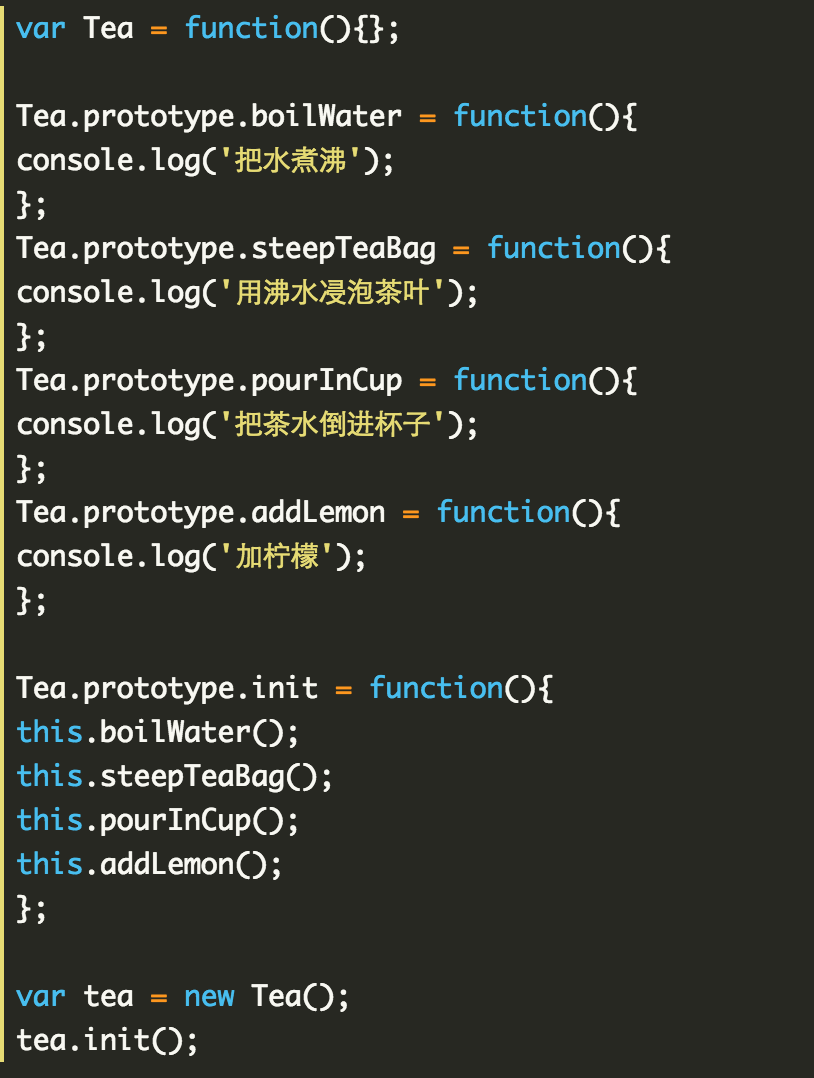 var Tea = function(){};
Tea.prototype.boilWater = function(){
console.log('把水煮沸');
};
Tea.prototype.steepTeaBag = function(){
console.log('用沸水浸泡茶叶');
};
Tea.prototype.pourInCup = function(){
console.log('把茶水倒进杯子');
};
Tea.prototype.addLemon = function(){
console.log('加柠檬');
};
Tea.prototype.init = function(){
this.boilWater();
this.steepTeaBag();
this.pourInCup();
this.addLemon();
};
var tea = new Tea();
tea.init();